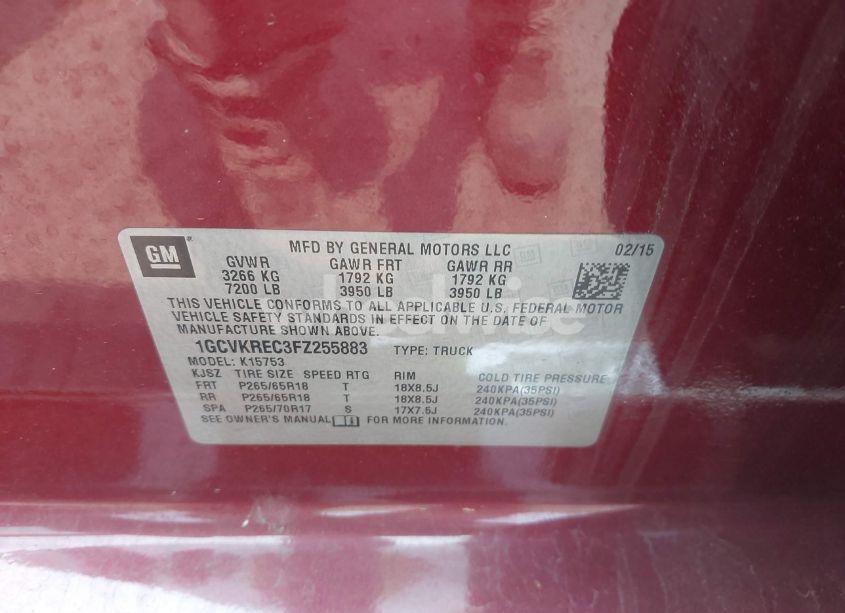 GM
MFD BY GENERAL MOTORS LLC 02/15
GVWR GAWR FRT GAWR RR
3266 KG 1792 KG 1792 KG
7200 LB 3950 LB 3950 LB
THIS VEHICLE CONFORMS TO ALL APPLICABLE U.S. FEDERAL MOTOR
VEHICLE SAFETY STANDARDS IN EFFECT ON THE DATE OF
MANUFACTURE SHOWN ABOVE.
1GCVKREC3FZ255883 TYPE: TRUCK
MODEL: K15753
KJSZ TIRE SIZE SPEED RTG RIM COLD TIRE PRESSURE
FRT P265/65R18 T 18X8.5J 240KPA(35PSI)
RR P265/65R18 T 18X8.5J 240KPA(35PSI)
SPA P265/70R17 S 17X7.5J 240KPA(35PSI)
SEE OWNER'S MANUAL FOR MORE INFORMATION.